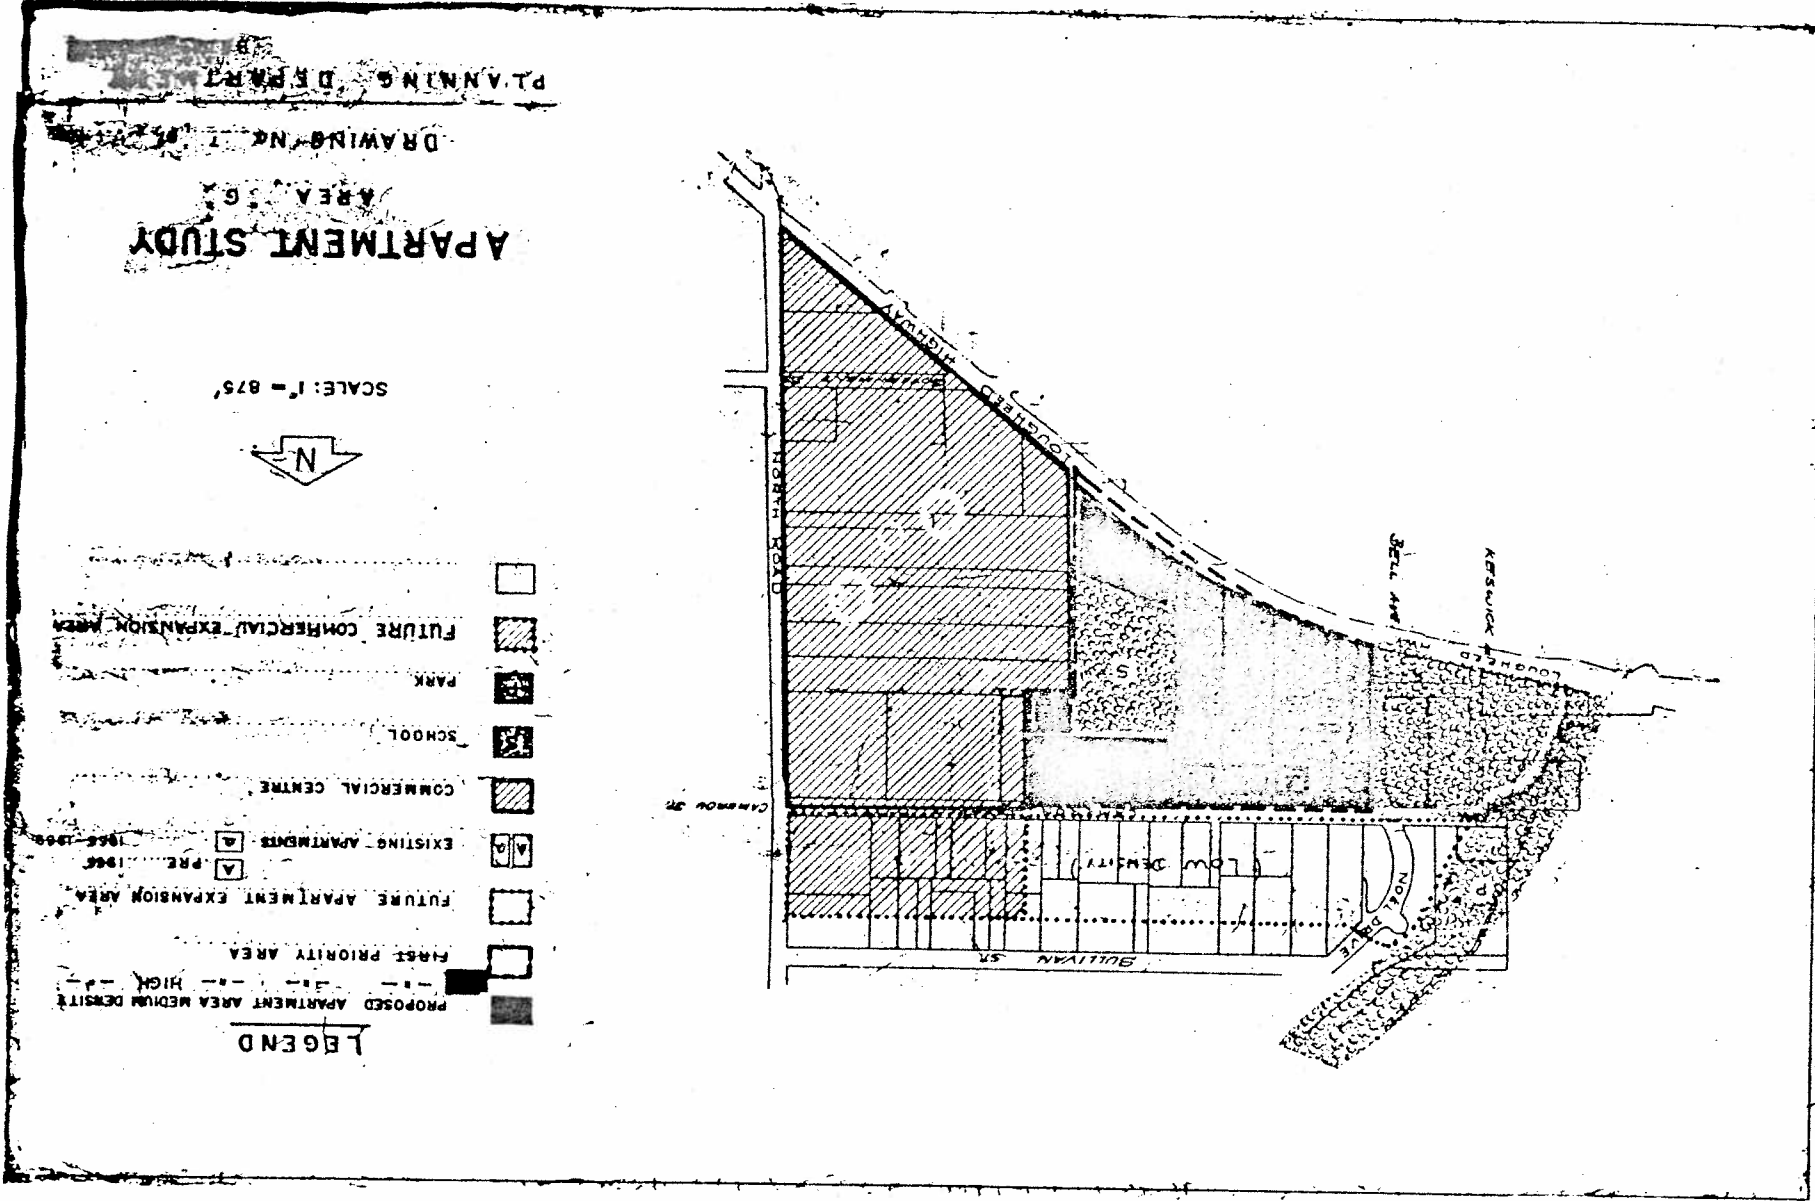 LEGEND
PROPOSED APARTMENT AREA MEDIUM DENSITY
HIGH
FIRST PRIORITY AREA
FUTURE APARTMENT EXPANSION AREA
A a EXISTING APARTMENTS
A PRE 1966
a 1966-1969
COMMERCIAL CENTRE
SCHOOL
PARK
FUTURE COMMERCIAL EXPANSION AREA
N
SCALE: 1" = 875'
APARTMENT STUDY
AREA "G"
DRAWING NO
PLANNING
SULLIVAN ST.
NOEL DRIVE
(LOW DENSITY)
P
CAMERON ST.
CAMERON
S
LOUGHEED
KESWICK
BELL AVE
NORTH ROAD
LOUGHEED HIGHWAY